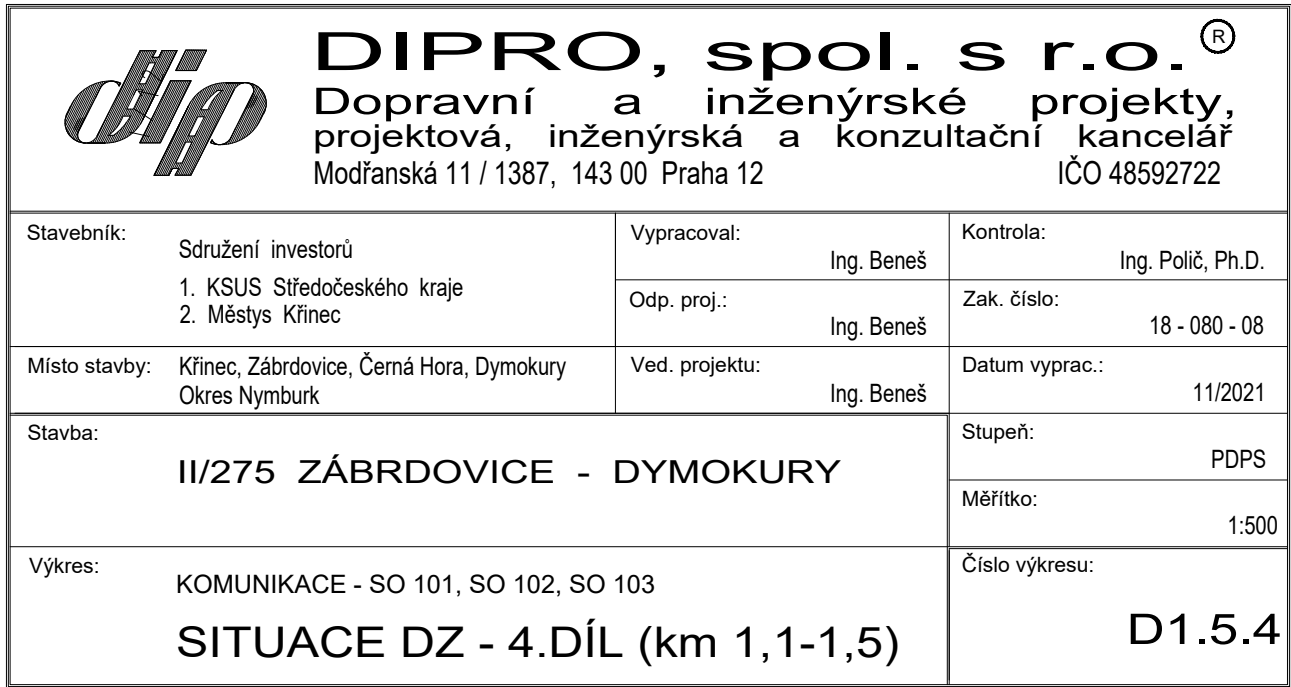 dip
DIPRO, spol. s r.o. ®
Dopravní a inženýrské projekty,
projektová, inženýrská a konzultační kancelář
Modřanská 11 / 1387, 143 00 Praha 12 IČO 48592722
Stavebník:
Sdružení investorů
1. KSUS Středočeského kraje
2. Městys Křinec
Vypracoval:
Ing. Beneš
Kontrola:
Ing. Polič, Ph.D.
Odp. proj.:
Ing. Beneš
Zak. číslo:
18 - 080 - 08
Místo stavby: Křinec, Zábrdovice, Černá Hora, Dymokury
Okres Nymburk
Ved. projektu:
Ing. Beneš
Datum vyprac.:
11/2021
Stavba:
II/275 ZÁBRDOVICE - DYMOKURY
Stupeň:
PDPS
Měřítko:
1:500
Výkres:
KOMUNIKACE - SO 101, SO 102, SO 103
SITUACE DZ - 4.DÍL (km 1,1-1,5)
Číslo výkresu:
D1.5.4